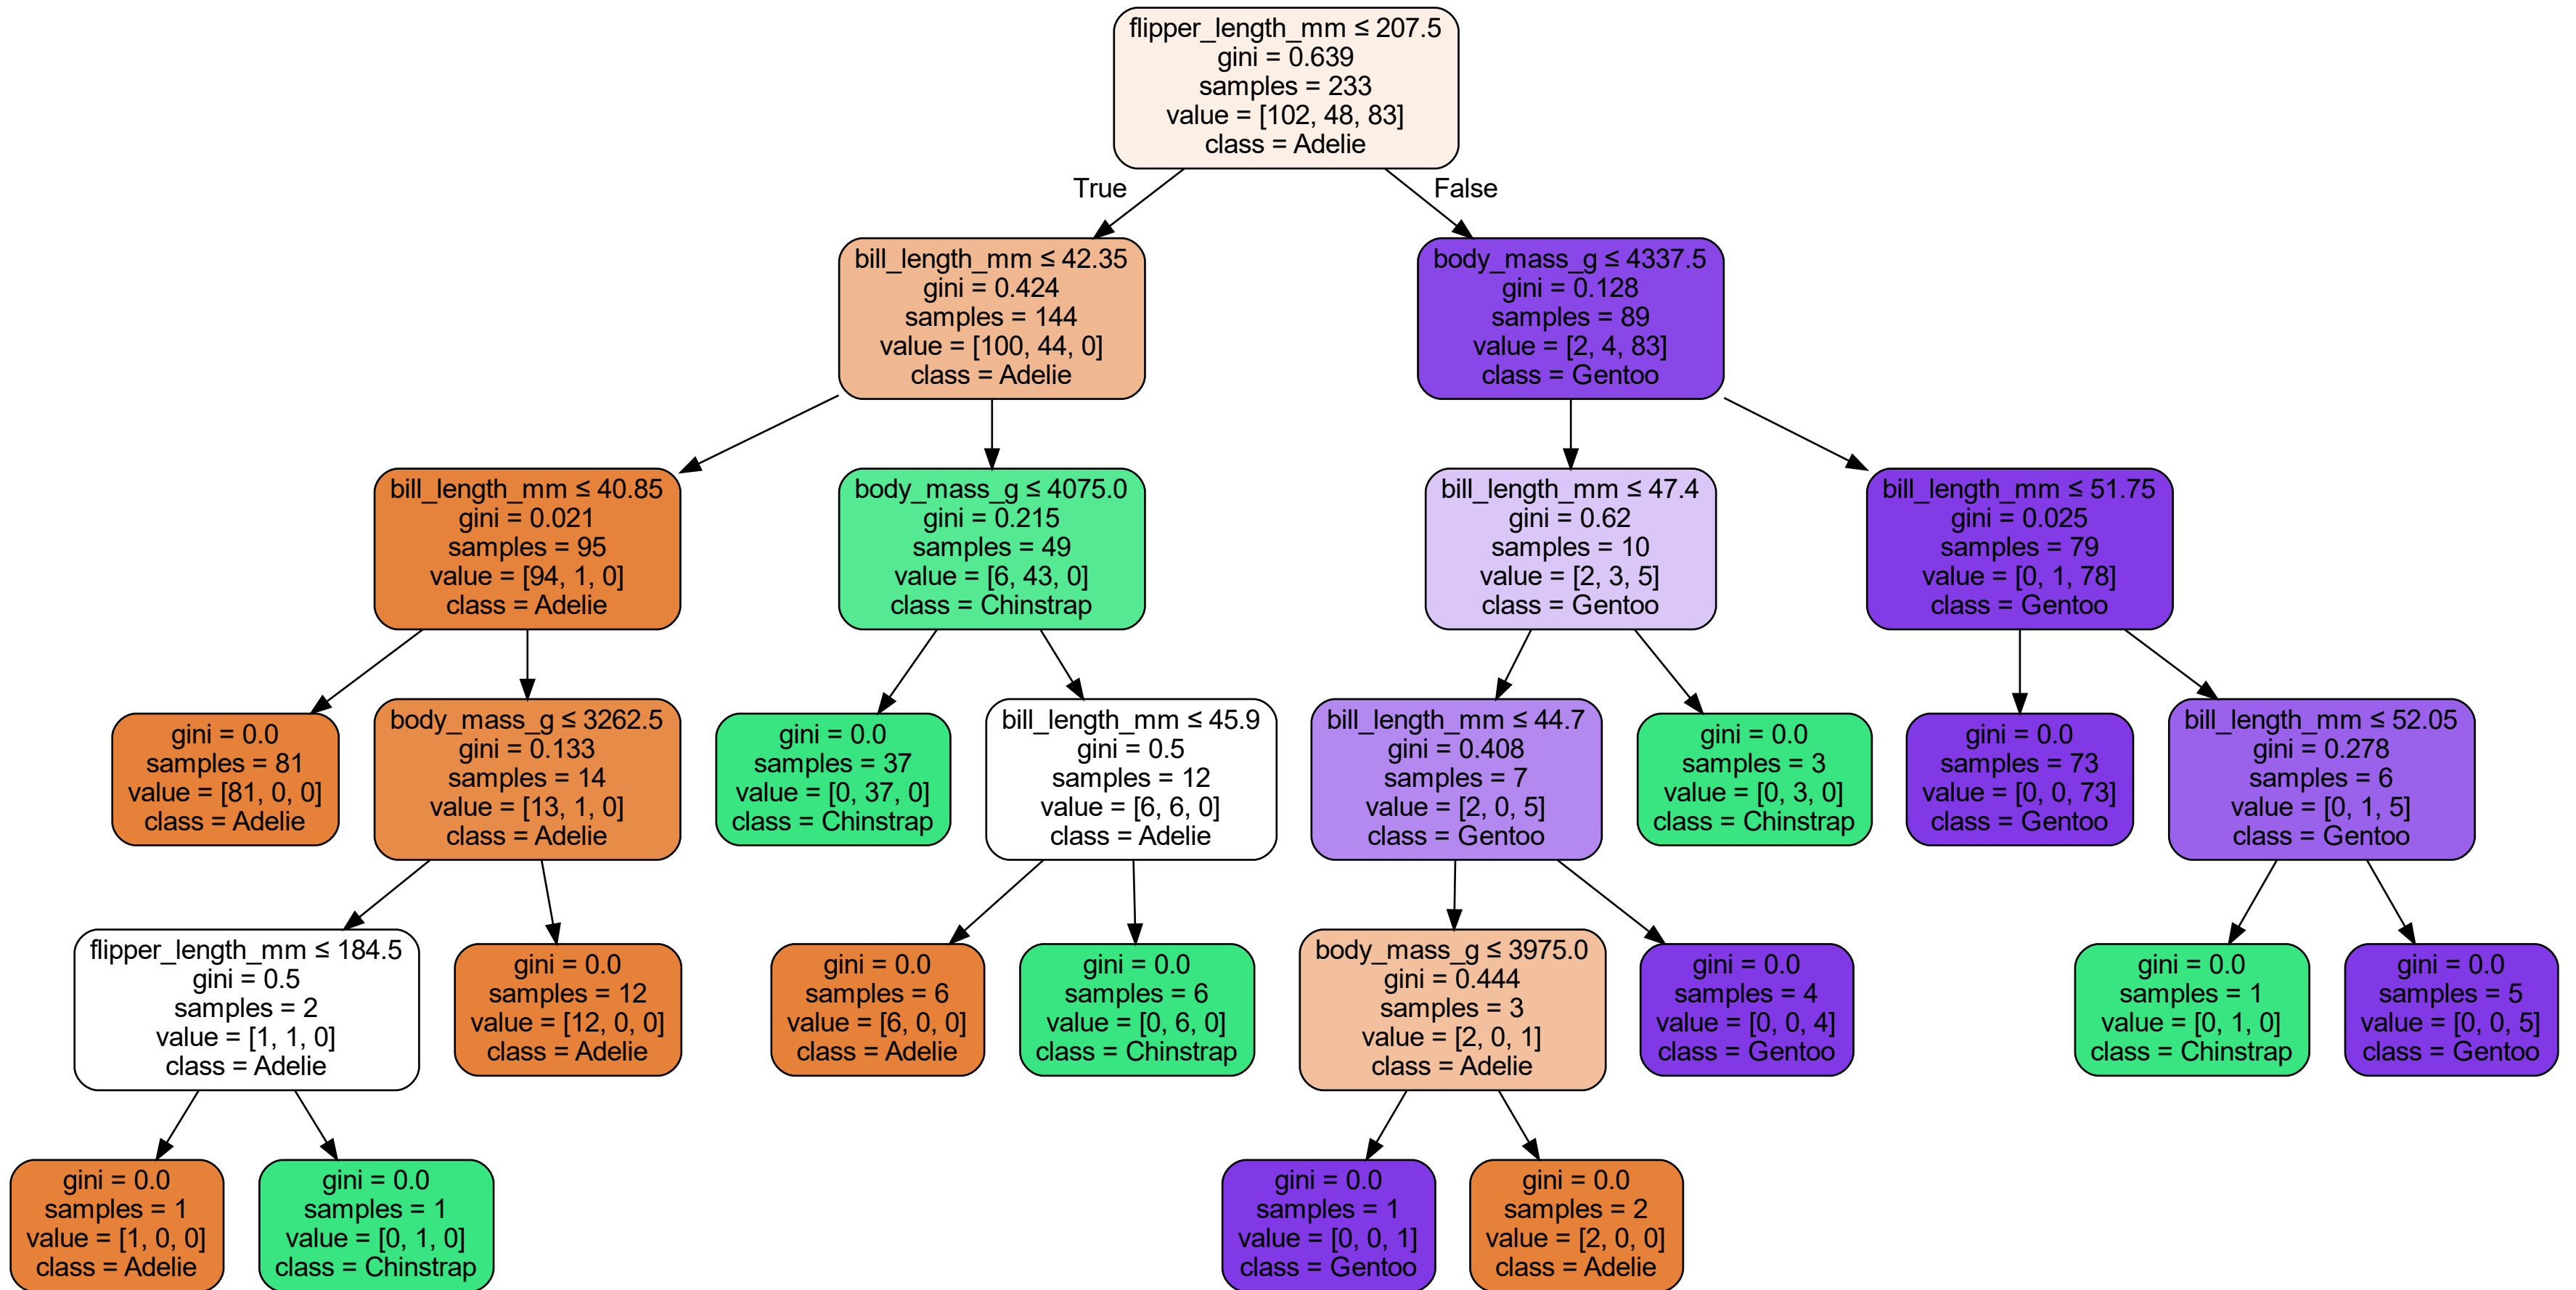 flipper_length_mm ≤ 207.5
gini = 0.639
samples = 233
value = [102, 48, 83]
class = Adelie
True
False
bill_length_mm ≤ 42.35
gini = 0.424
samples = 144
value = [100, 44, 0]
class = Adelie
body_mass_g ≤ 4337.5
gini = 0.128
samples = 89
value = [2, 4, 83]
class = Gentoo
bill_length_mm ≤ 40.85
gini = 0.021
samples = 95
value = [94, 1, 0]
class = Adelie
body_mass_g ≤ 4075.0
gini = 0.215
samples = 49
value = [6, 43, 0]
class = Chinstrap
bill_length_mm ≤ 47.4
gini = 0.62
samples = 10
value = [2, 3, 5]
class = Gentoo
bill_length_mm ≤ 51.75
gini = 0.025
samples = 79
value = [0, 1, 78]
class = Gentoo
gini = 0.0
samples = 81
value = [81, 0, 0]
class = Adelie
body_mass_g ≤ 3262.5
gini = 0.133
samples = 14
value = [13, 1, 0]
class = Adelie
gini = 0.0
samples = 37
value = [0, 37, 0]
class = Chinstrap
bill_length_mm ≤ 45.9
gini = 0.5
samples = 12
value = [6, 6, 0]
class = Adelie
bill_length_mm ≤ 44.7
gini = 0.408
samples = 7
value = [2, 0, 5]
class = Gentoo
gini = 0.0
samples = 3
value = [0, 3, 0]
class = Chinstrap
gini = 0.0
samples = 73
value = [0, 0, 73]
class = Gentoo
bill_length_mm ≤ 52.05
gini = 0.278
samples = 6
value = [0, 1, 5]
class = Gentoo
flipper_length_mm ≤ 184.5
gini = 0.5
samples = 2
value = [1, 1, 0]
class = Adelie
gini = 0.0
samples = 12
value = [12, 0, 0]
class = Adelie
gini = 0.0
samples = 6
value = [6, 0, 0]
class = Adelie
gini = 0.0
samples = 6
value = [0, 6, 0]
class = Chinstrap
body_mass_g ≤ 3975.0
gini = 0.444
samples = 3
value = [2, 0, 1]
class = Adelie
gini = 0.0
samples = 4
value = [0, 0, 4]
class = Gentoo
gini = 0.0
samples = 1
value = [0, 1, 0]
class = Chinstrap
gini = 0.0
samples = 5
value = [0, 0, 5]
class = Gentoo
gini = 0.0
samples = 1
value = [1, 0, 0]
class = Adelie
gini = 0.0
samples = 1
value = [0, 1, 0]
class = Chinstrap
gini = 0.0
samples = 1
value = [0, 0, 1]
class = Gentoo
gini = 0.0
samples = 2
value = [2, 0, 0]
class = Adelie